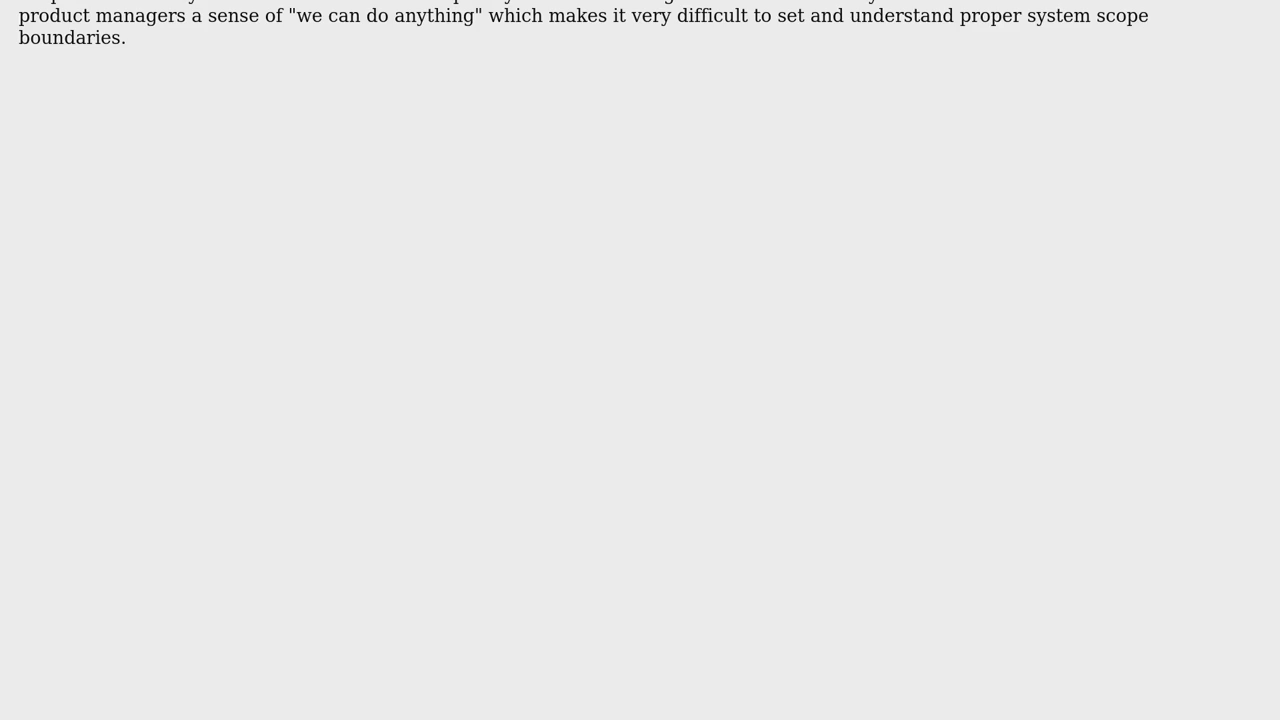 product managers a sense of "we can do anything" which makes it very difficult to set and understand proper system scope
boundaries.